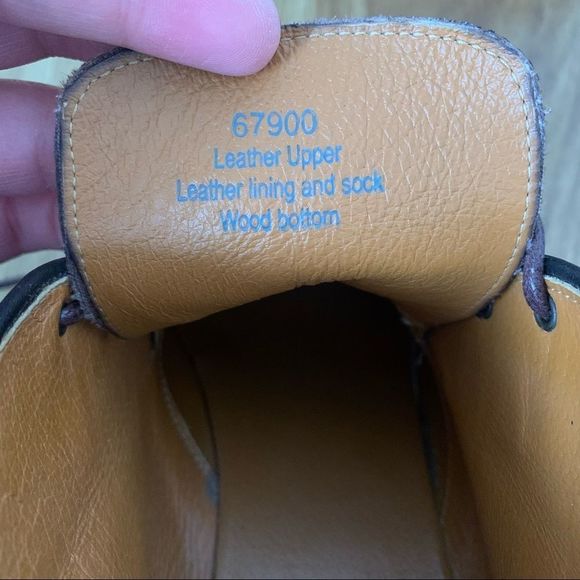 67900
Leather Upper
Leather lining and sock
Wood bottom